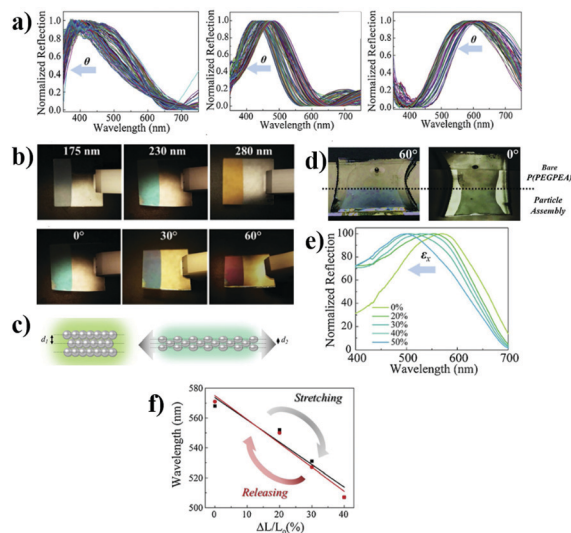 a)
Normalized Reflection
1.0
0.8
0.6
0.4
0.2
0.0
θ
400 500 600 700
Wavelength (nm)
Normalized Reflection
1.0
0.8
0.6
0.4
0.2
0.0
θ
400 500 600 700
Wavelength (nm)
Normalized Reflection
1.0
0.8
0.6
0.4
0.2
0.0
θ
400 500 600 700
Wavelength (nm)
b)
175 nm 230 nm 280 nm
0° 30° 60°
c)
d1
d2
d)
60° 0°
Bare
P(PEGPEA)
Particle
Assembly
e)
Normalized Reflection
100
80
60
40
20
0
εx
0%
20%
30%
40%
50%
400 500 600 700
Wavelength (nm)
f)
Wavelength (nm)
590
580
570
560
550
540
530
520
510
500
Stretching
Releasing
0 10 20 30 40
ΔL/L0(%)